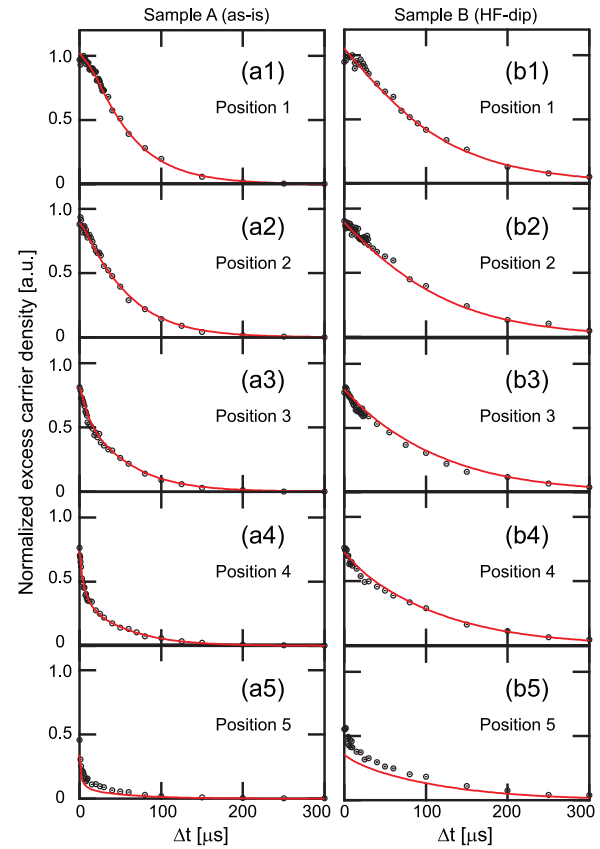 Sample A (as-is)
Sample B (HF-dip)
Normalized excess carrier density [a.u.]
1.0
0.5
0
(a1)
Position 1
(b1)
Position 1
1.0
0.5
0
(a2)
Position 2
(b2)
Position 2
1.0
0.5
0
(a3)
Position 3
(b3)
Position 3
1.0
0.5
0
(a4)
Position 4
(b4)
Position 4
1.0
0.5
0
(a5)
Position 5
(b5)
Position 5
0 100 200 300
0 100 200 300
Δt [μs]
Δt [μs]